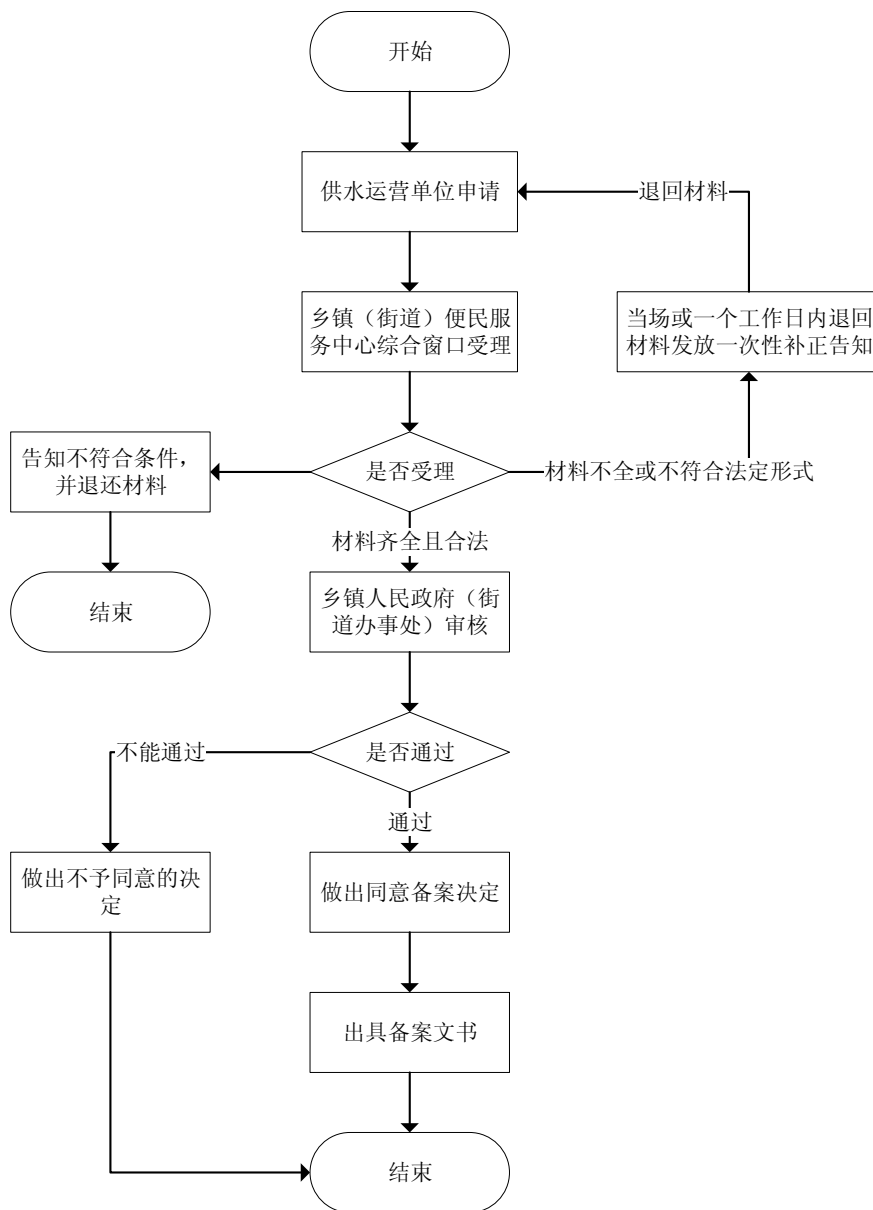 开始
供水运营单位申请
退回材料
乡镇（街道）便民服
务中心综合窗口受理
当场或一个工作日内退回
材料发放一次性补正告知
告知不符合条件，
并退还材料
是否受理
材料不全或不符合法定形式
材料齐全且合法
结束
乡镇人民政府（街
道办事处）审核
不能通过
是否通过
通过
做出不予同意的决
定
做出同意备案决定
出具备案文书
结束